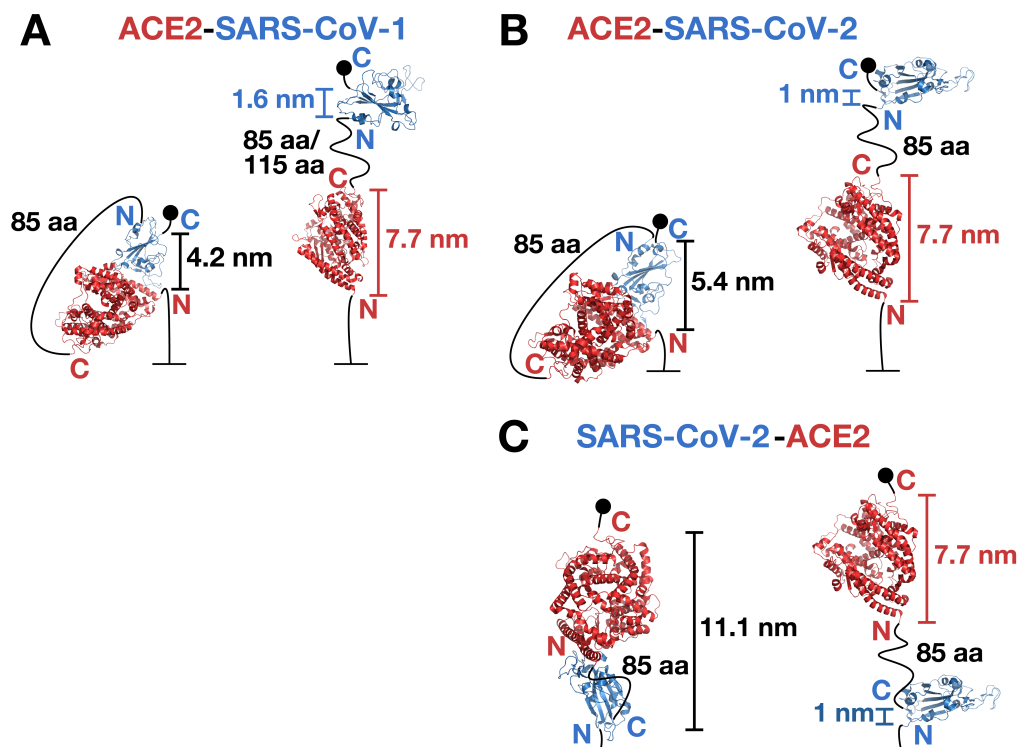 A
ACE2-SARS-CoV-1
C
1.6 nm
N
85 aa/
115 aa
C
7.7 nm
N
85 aa
N
C
4.2 nm
N
C
B
ACE2-SARS-CoV-2
C
1 nm
N
85 aa
C
7.7 nm
N
85 aa
N
C
5.4 nm
N
C
C
SARS-CoV-2-ACE2
C
11.1 nm
N
85 aa
N
C
C
7.7 nm
N
85 aa
C
1 nm
N